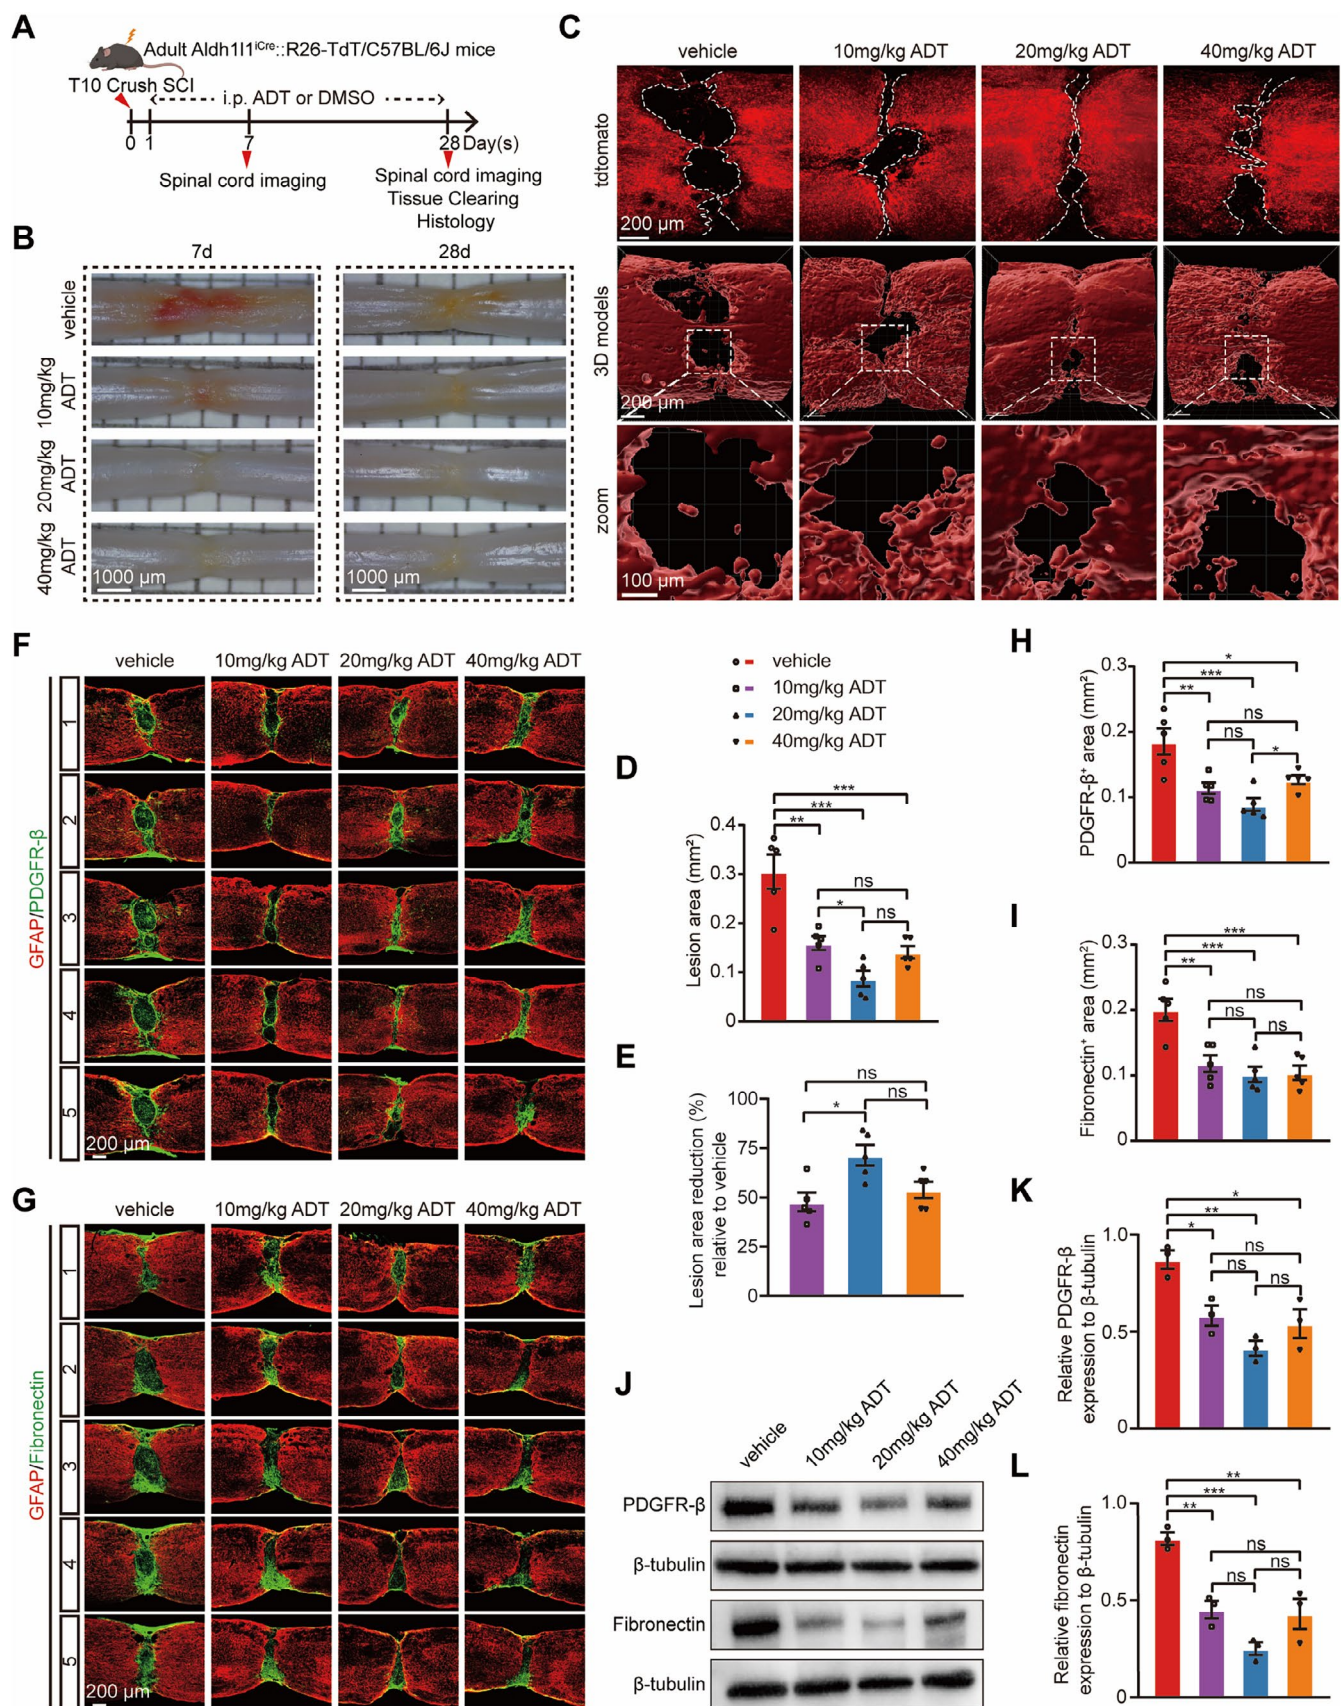 A
Adult Aldh1l1iCre::R26-TdT/C57BL/6J mice
T10 Crush SCI
i.p. ADT or DMSO
0 1 7 28 Day(s)
Spinal cord imaging
Spinal cord imaging
Tissue Clearing
Histology
B
7d 28d
vehicle
10mg/kg
ADT
20mg/kg
ADT
40mg/kg
ADT
1000 µm 1000 µm
C
vehicle 10mg/kg ADT 20mg/kg ADT 40mg/kg ADT
tdtomato
200 µm
3D models
200 µm
zoom
100 µm
F
vehicle 10mg/kg ADT 20mg/kg ADT 40mg/kg ADT
GFAP/PDGFR-β
1
2
3
4
5
200 µm
G
vehicle 10mg/kg ADT 20mg/kg ADT 40mg/kg ADT
GFAP/Fibronectin
1
2
3
4
5
200 µm
vehicle
10mg/kg ADT
20mg/kg ADT
40mg/kg ADT
D
Lesion area (mm²)
0.4
0.3
0.2
0.1
0
***
***
**
ns
*
ns
E
Lesion area reduction (%)
relative to vehicle
100
75
50
25
0
ns
*
ns
H
PDGFR-β⁺ area (mm²)
0.3
0.2
0.1
0
*
***
**
ns
ns
*
I
Fibronectin⁺ area (mm²)
0.3
0.2
0.1
0
***
***
**
ns
ns
ns
J
vehicle
10mg/kg ADT
20mg/kg ADT
40mg/kg ADT
PDGFR-β
β-tubulin
Fibronectin
β-tubulin
K
Relative PDGFR-β
expression to β-tubulin
1.0
0.5
0
*
**
*
ns
ns
ns
L
Relative fibronectin
expression to β-tubulin
1.0
0.5
0
**
***
**
ns
ns
ns